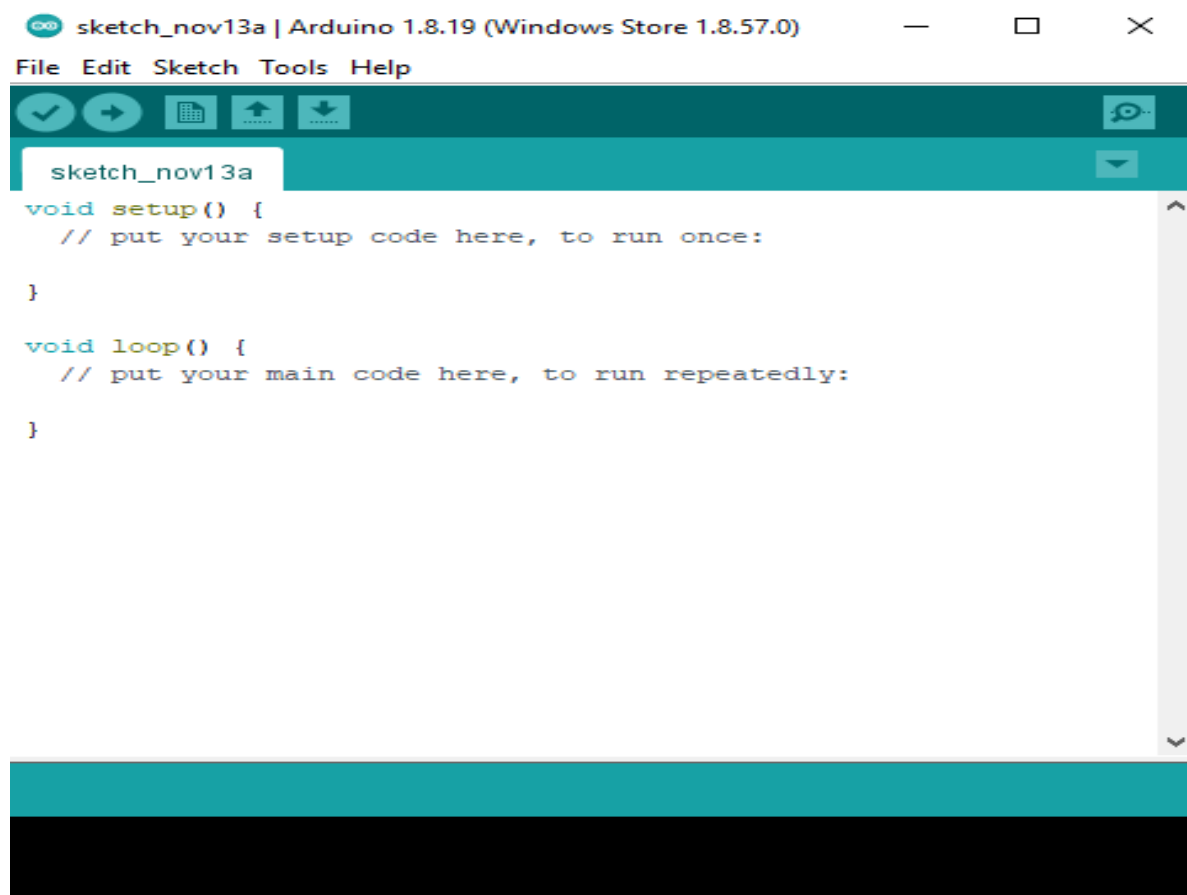 sketch_nov13a | Arduino 1.8.19 (Windows Store 1.8.57.0)
File Edit Sketch Tools Help
sketch_nov13a
void setup() {
  // put your setup code here, to run once:
}
void loop() {
  // put your main code here, to run repeatedly:
}